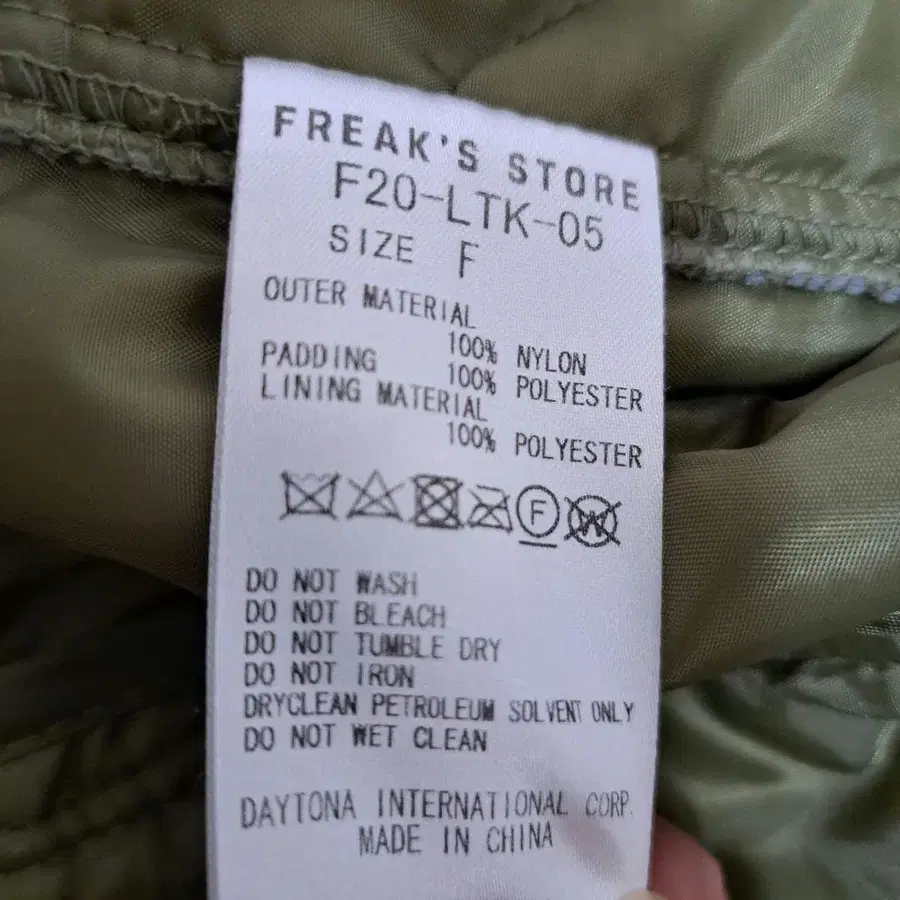 FREAK'S STORE
F20-LTK-05
SIZE F
OUTER MATERIAL
100% NYLON
PADDING 100% POLYESTER
LINING MATERIAL
100% POLYESTER
F W
DO NOT WASH
DO NOT BLEACH
DO NOT TUMBLE DRY
DO NOT IRON
DRYCLEAN PETROLEUM SOLVENT ONLY
DO NOT WET CLEAN
DAYTONA INTERNATIONAL CORP.
MADE IN CHINA